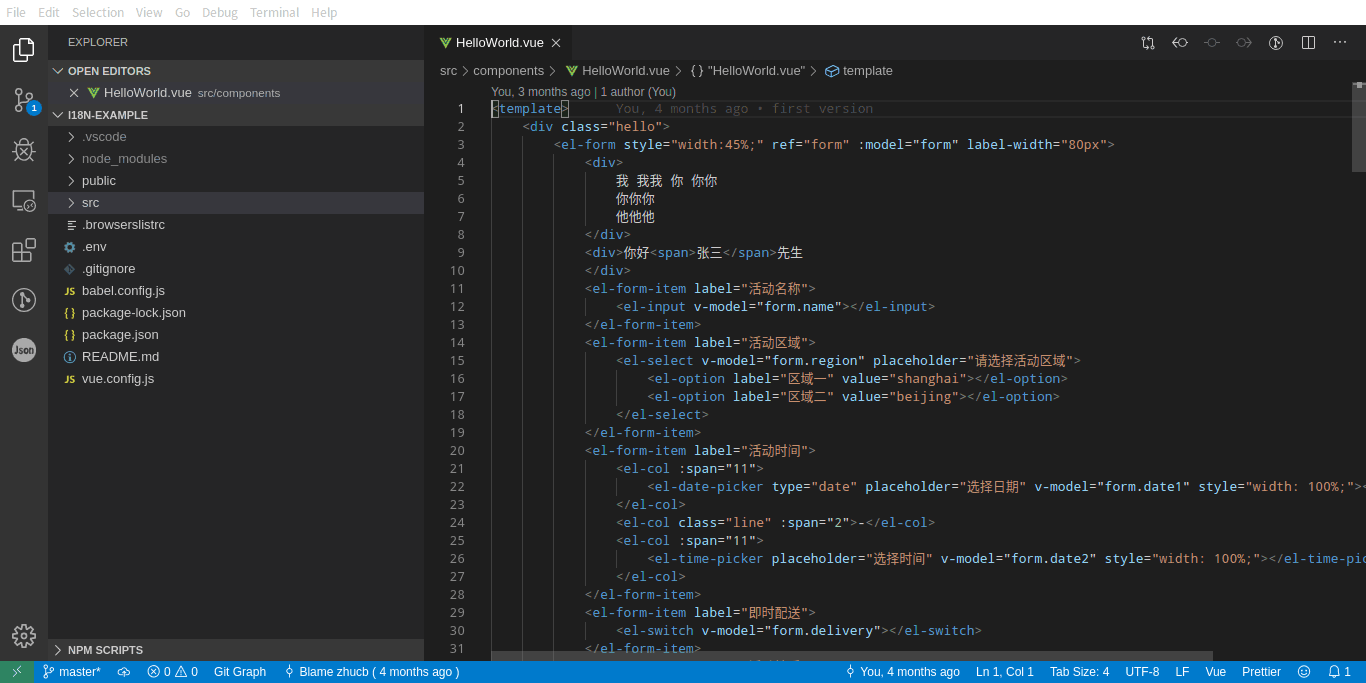 File Edit Selection View Go Debug Terminal Help
EXPLORER
OPEN EDITORS
HelloWorld.vue src/components
I18N-EXAMPLE
.vscode
node_modules
public
src
.browserslistrc
.env
.gitignore
JS babel.config.js
{} package-lock.json
{} package.json
README.md
JS vue.config.js
NPM SCRIPTS
1
Json
HelloWorld.vue
src > components > HelloWorld.vue > {} "HelloWorld.vue" > template
You, 3 months ago | 1 author (You)
1 <template> You, 4 months ago • first version
2 <div class="hello">
3 <el-form style="width:45%;" ref="form" :model="form" label-width="80px">
4 <div>
5 我 我我 你 你你
6 你你你
7 他他他
8 </div>
9 <div>你好<span>张三</span>先生
10 </div>
11 <el-form-item label="活动名称">
12 <el-input v-model="form.name"></el-input>
13 </el-form-item>
14 <el-form-item label="活动区域">
15 <el-select v-model="form.region" placeholder="请选择活动区域">
16 <el-option label="区域一" value="shanghai"></el-option>
17 <el-option label="区域二" value="beijing"></el-option>
18 </el-select>
19 </el-form-item>
20 <el-form-item label="活动时间">
21 <el-col :span="11">
22 <el-date-picker type="date" placeholder="选择日期" v-model="form.date1" style="width: 100%;"><
23 </el-col>
24 <el-col class="line" :span="2">-</el-col>
25 <el-col :span="11">
26 <el-time-picker placeholder="选择时间" v-model="form.date2" style="width: 100%;"></el-time-pic
27 </el-col>
28 </el-form-item>
29 <el-form-item label="即时配送">
30 <el-switch v-model="form.delivery"></el-switch>
31 </el-form-item>
master* 0 0 Git Graph Blame zhucb ( 4 months ago ) You, 4 months ago Ln 1, Col 1 Tab Size: 4 UTF-8 LF Vue Prettier 1